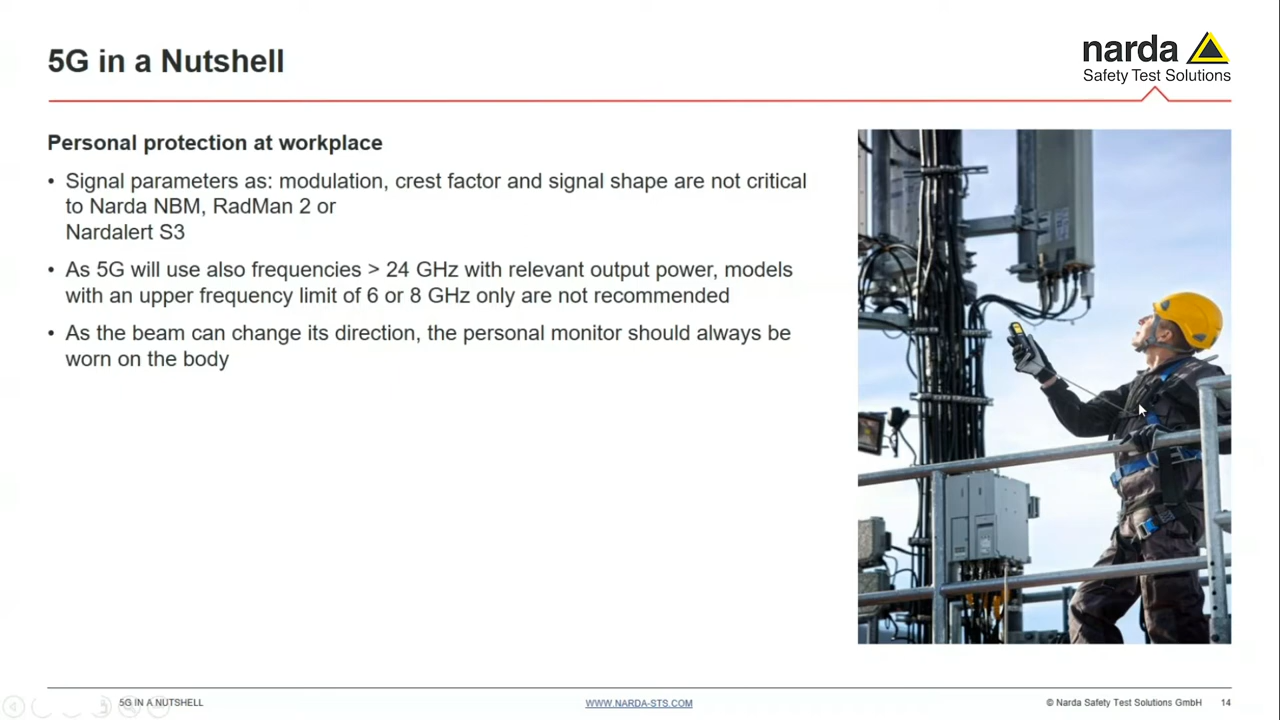 5G in a Nutshell
narda
Safety Test Solutions
Personal protection at workplace
• Signal parameters as: modulation, crest factor and signal shape are not critical
to Narda NBM, RadMan 2 or
Nardalert S3
• As 5G will use also frequencies > 24 GHz with relevant output power, models
with an upper frequency limit of 6 or 8 GHz only are not recommended
• As the beam can change its direction, the personal monitor should always be
worn on the body
5G IN A NUTSHELL
WWW.NARDA-STS.COM
© Narda Safety Test Solutions GmbH
14